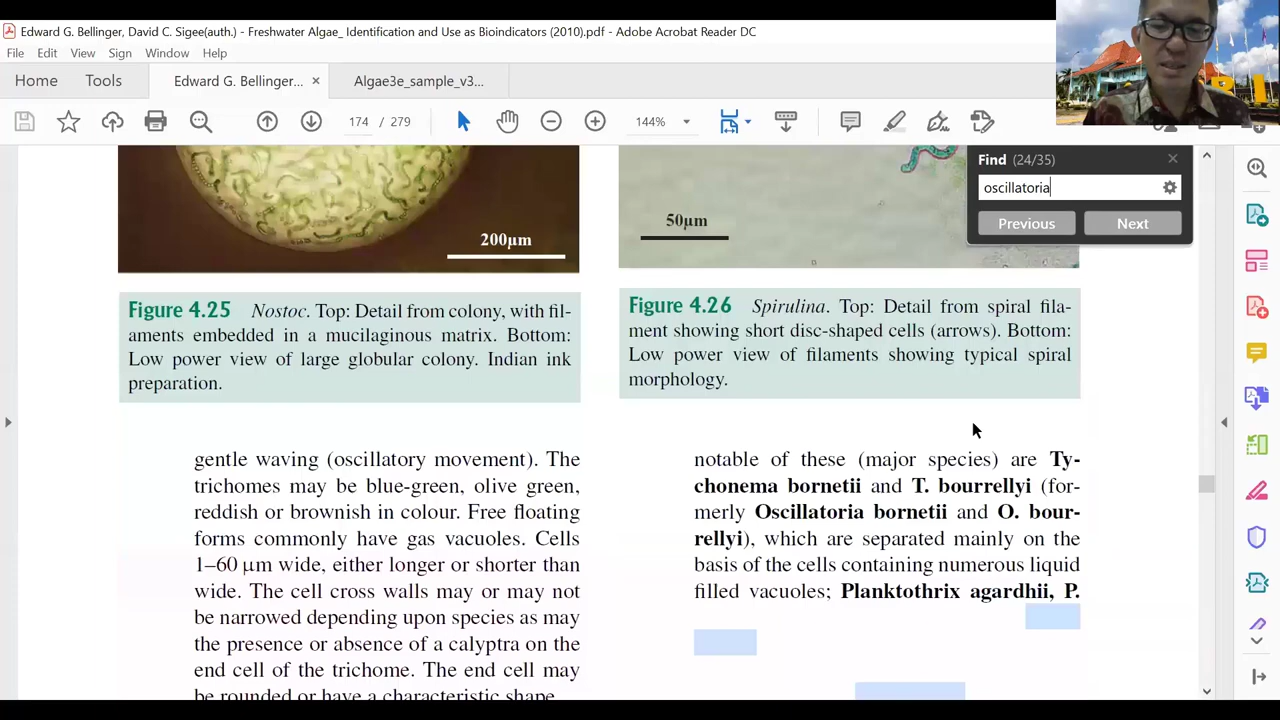 Edward G. Bellinger, David C. Sigee(auth.) - Freshwater Algae_ Identification and Use as Bioindicators (2010).pdf - Adobe Acrobat Reader DC
File Edit View Sign Window Help
Home Tools Edward G. Bellinger... × Algae3e_sample_v3...
174 / 279 144%
Find (24/35)
oscillatoria
Previous Next
200μm
50μm
Figure 4.25 Nostoc. Top: Detail from colony, with fil-
aments embedded in a mucilaginous matrix. Bottom:
Low power view of large globular colony. Indian ink
preparation.
Figure 4.26 Spirulina. Top: Detail from spiral fila-
ment showing short disc-shaped cells (arrows). Bottom:
Low power view of filaments showing typical spiral
morphology.
gentle waving (oscillatory movement). The
trichomes may be blue-green, olive green,
reddish or brownish in colour. Free floating
forms commonly have gas vacuoles. Cells
1–60 μm wide, either longer or shorter than
wide. The cell cross walls may or may not
be narrowed depending upon species as may
the presence or absence of a calyptra on the
end cell of the trichome. The end cell may
be rounded or have a characteristic shape.
notable of these (major species) are Ty-
chonema bornetii and T. bourrellyi (for-
merly Oscillatoria bornetii and O. bour-
rellyi), which are separated mainly on the
basis of the cells containing numerous liquid
filled vacuoles; Planktothrix agardhii, P.